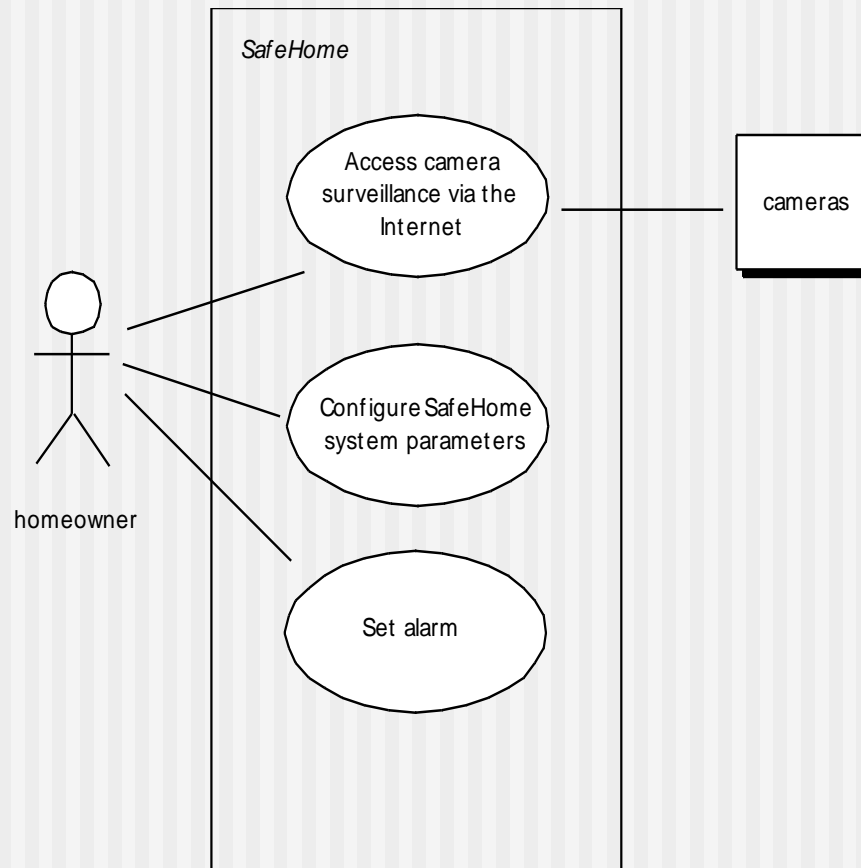 SafeHome
Access camera
surveillance via the
Internet
cameras
Configure SafeHome
system parameters
homeowner
Set alarm